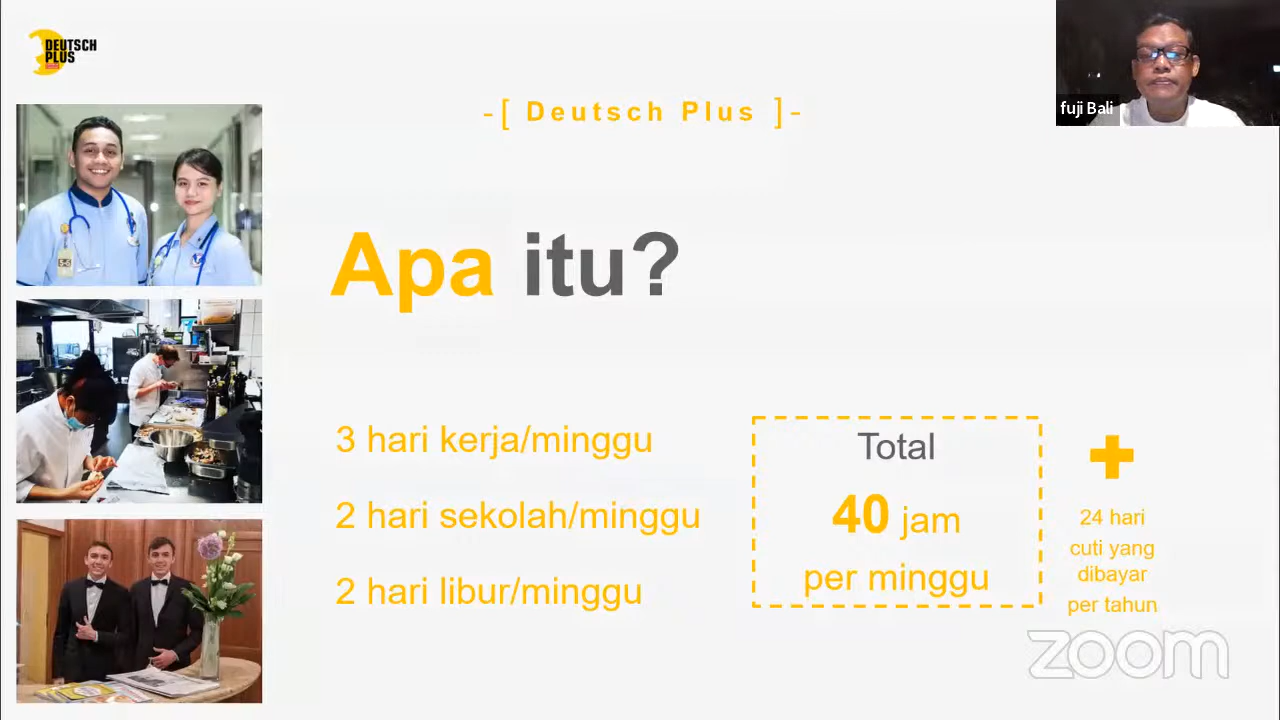 DEUTSCH
PLUS
-[ Deutsch Plus ]-
fuji Bali
Apa itu?
3 hari kerja/minggu
2 hari sekolah/minggu
2 hari libur/minggu
Total
40 jam
per minggu
24 hari
cuti yang
dibayar
per tahun
zoom